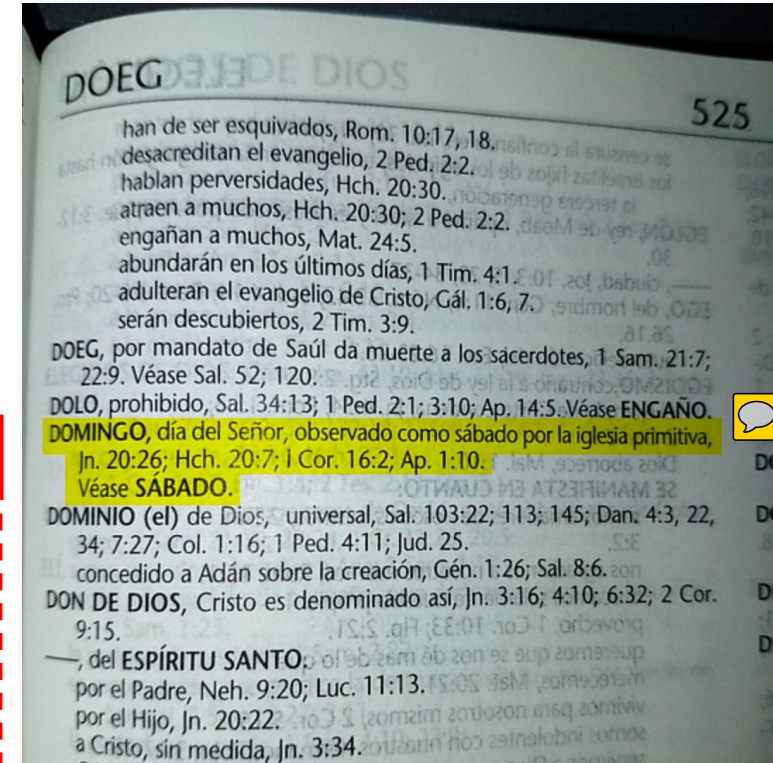 DOEG
525
han de ser esquivados, Rom. 10:17, 18.
desacreditan el evangelio, 2 Ped. 2:2.
hablan perversidades, Hch. 20:30.
atraen a muchos, Hch. 20:30; 2 Ped. 2:2.
engañan a muchos, Mat. 24:5.
abundarán en los últimos días, 1 Tim. 4:1.
adulteran el evangelio de Cristo, Gál. 1:6, 7.
serán descubiertos, 2 Tim. 3:9.
DOEG, por mandato de Saúl da muerte a los sacerdotes, 1 Sam. 21:7;
22:9. Véase Sal. 52; 120.
DOLO, prohibido, Sal. 34:13; 1 Ped. 2:1; 3:10; Ap. 14:5. Véase ENGAÑO.
DOMINGO, día del Señor, observado como sábado por la iglesia primitiva,
Jn. 20:26; Hch. 20:7; I Cor. 16:2; Ap. 1:10.
Véase SÁBADO.
DOMINIO (el) de Dios, universal, Sal. 103:22; 113; 145; Dan. 4:3, 22,
34; 7:27; Col. 1:16; 1 Ped. 4:11; Jud. 25.
concedido a Adán sobre la creación, Gén. 1:26; Sal. 8:6.
DON DE DIOS, Cristo es denominado así, Jn. 3:16; 4:10; 6:32; 2 Cor.
9:15.
—, del ESPÍRITU SANTO:
por el Padre, Neh. 9:20; Luc. 11:13.
por el Hijo, Jn. 20:22.
a Cristo, sin medida, Jn. 3:34.